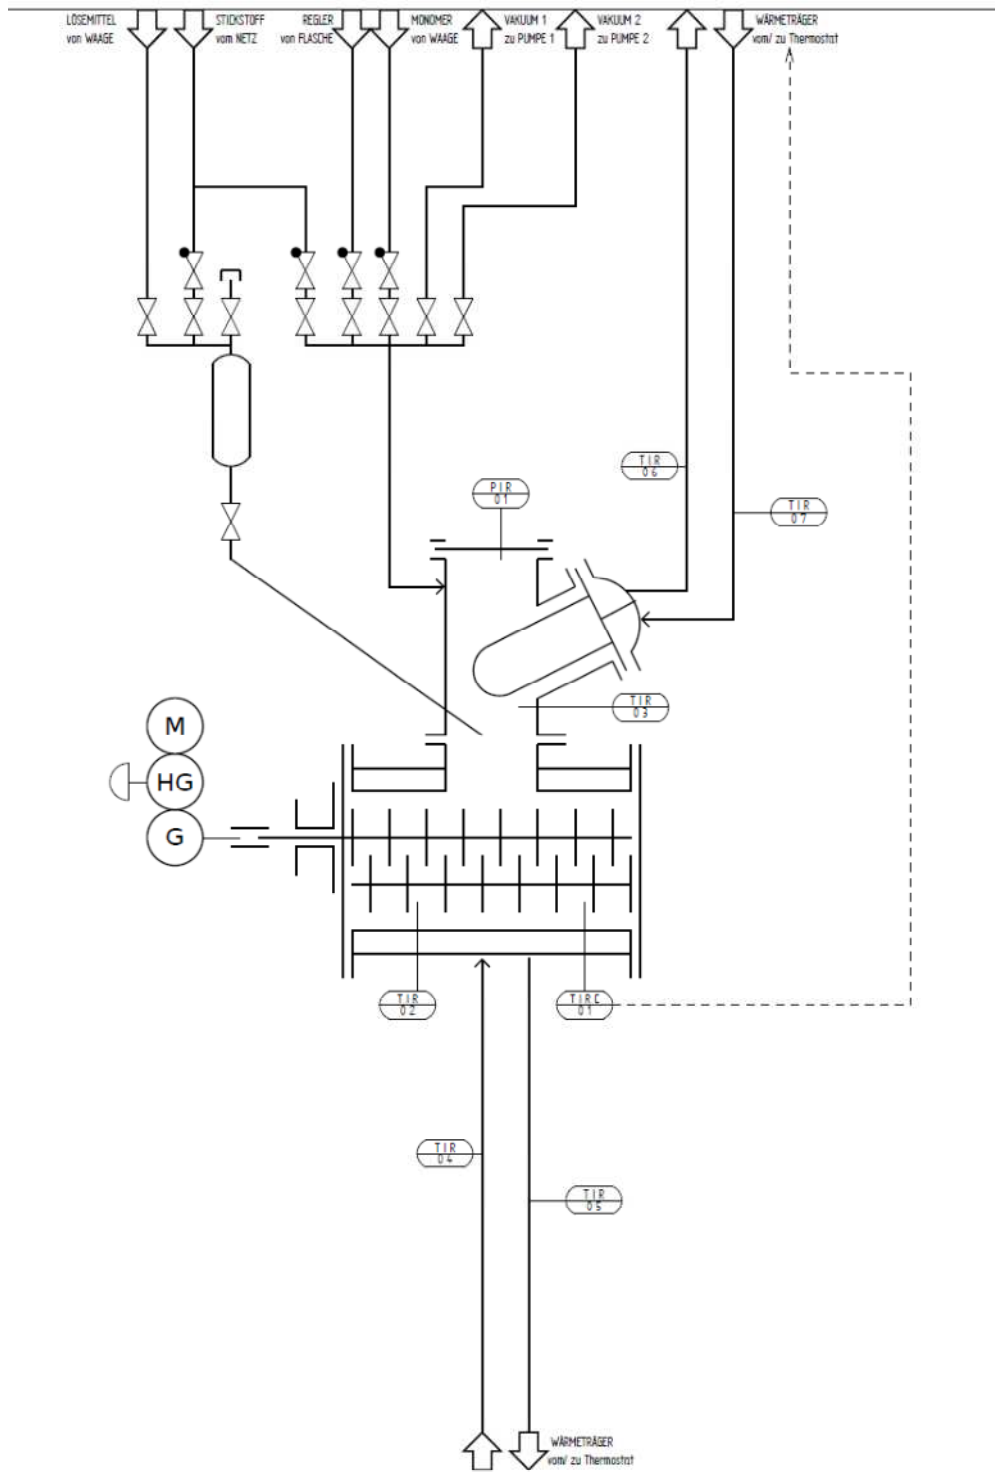 LÖSEMITTEL
von WAAGE
STICKSTOFF
vom NETZ
REGLER
von FLASCHE
MONOMER
von WAAGE
VAKUUM 1
zu PUMPE 1
VAKUUM 2
zu PUMPE 2
WÄRMETRÄGER
vom/ zu Thermostat
TIR
06
PIR
01
TIR
07
TIR
03
M
HG
G
TIR
02
TIRC
01
TIR
04
TIR
05
WÄRMETRÄGER
vom/ zu Thermostat